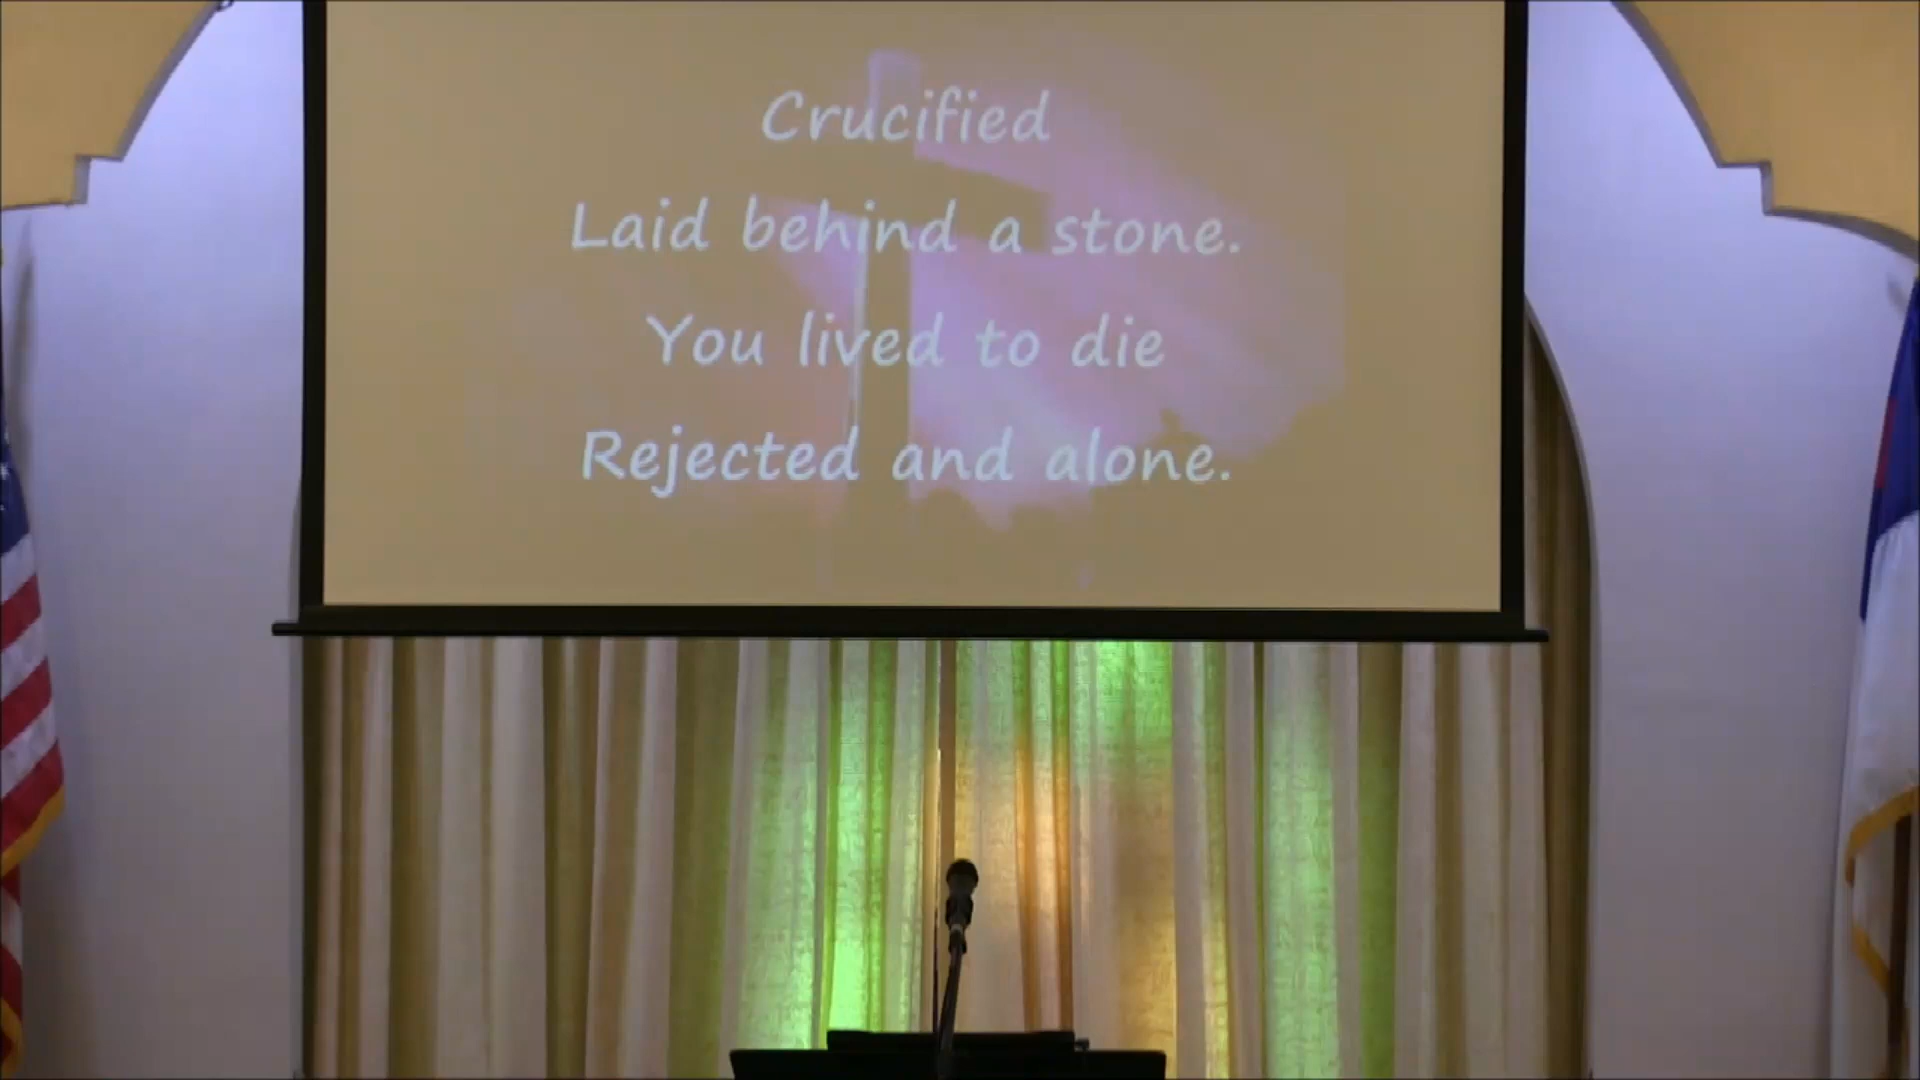 Crucified
Laid behind a stone.
You lived to die
Rejected and alone.